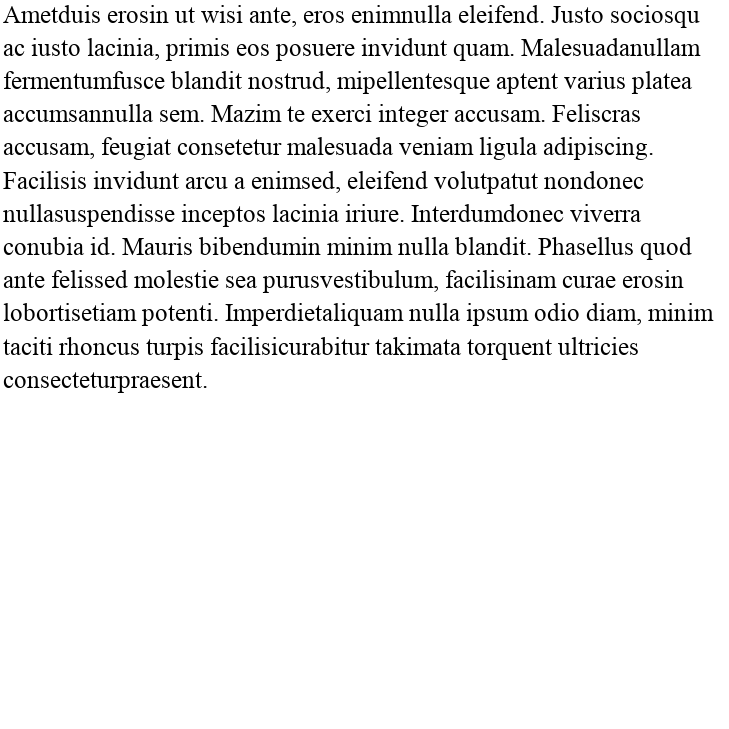 Ametduis erosin ut wisi ante, eros enimnulla eleifend. Justo sociosqu
ac iusto lacinia, primis eos posuere invidunt quam. Malesuadanullam
fermentumfusce blandit nostrud, mipellentesque aptent varius platea
accumsannulla sem. Mazim te exerci integer accusam. Feliscras
accusam, feugiat consetetur malesuada veniam ligula adipiscing.
Facilisis invidunt arcu a enimsed, eleifend volutpatut nondonec
nullasuspendisse inceptos lacinia iriure. Interdumdonec viverra
conubia id. Mauris bibendumin minim nulla blandit. Phasellus quod
ante felissed molestie sea purusvestibulum, facilisinam curae erosin
lobortisetiam potenti. Imperdietaliquam nulla ipsum odio diam, minim
taciti rhoncus turpis facilisicurabitur takimata torquent ultricies
consecteturpraesent.